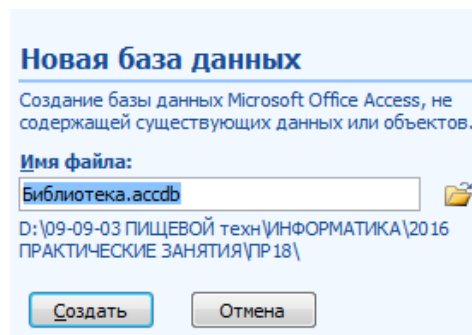 Новая база данных
Создание базы данных Microsoft Office Access, не
содержащей существующих данных или объектов.
Имя файла:
Библиотека.accdb
D:\09-09-03 ПИЩЕВОЙ техн\ИНФОРМАТИКА\2016
ПРАКТИЧЕСКИЕ ЗАНЯТИЯ\ПР18\
Создать Отмена